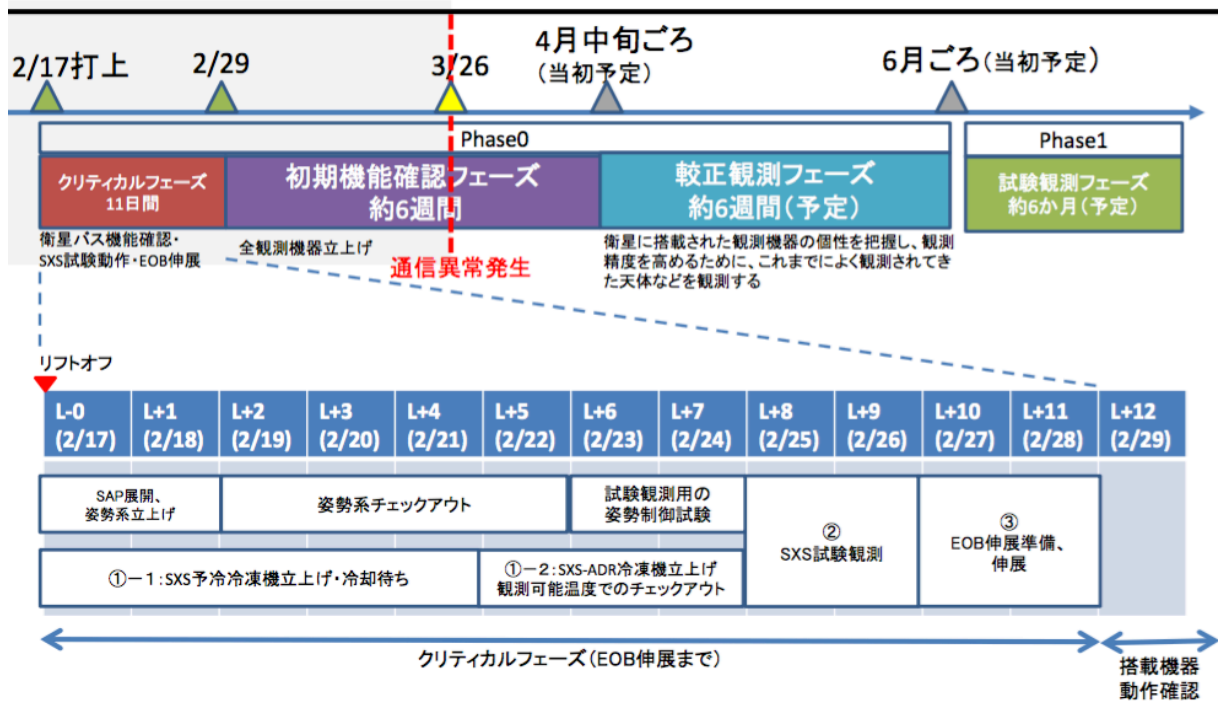 2/17打上
2/29
3/26
4月中旬ごろ
(当初予定)
6月ごろ(当初予定)
Phase0
Phase1
クリティカルフェーズ
11日間
初期機能確認フェーズ
約6週間
較正観測フェーズ
約6週間(予定)
試験観測フェーズ
約6か月(予定)
衛星バス機能確認・
SXS試験動作・EOB伸展
全観測機器立上げ
通信異常発生
衛星に搭載された観測機器の個性を把握し、観測
精度を高めるために、これまでによく観測されてき
た天体などを観測する
リフトオフ
L-0
(2/17)
L+1
(2/18)
L+2
(2/19)
L+3
(2/20)
L+4
(2/21)
L+5
(2/22)
L+6
(2/23)
L+7
(2/24)
L+8
(2/25)
L+9
(2/26)
L+10
(2/27)
L+11
(2/28)
L+12
(2/29)
SAP展開、
姿勢系立上げ
姿勢系チェックアウト
試験観測用の
姿勢制御試験
①-1:SXS予冷冷凍機立上げ・冷却待ち
①-2:SXS-ADR冷凍機立上げ
観測可能温度でのチェックアウト
②
SXS試験観測
③
EOB伸展準備、
伸展
クリティカルフェーズ(EOB伸展まで)
搭載機器
動作確認